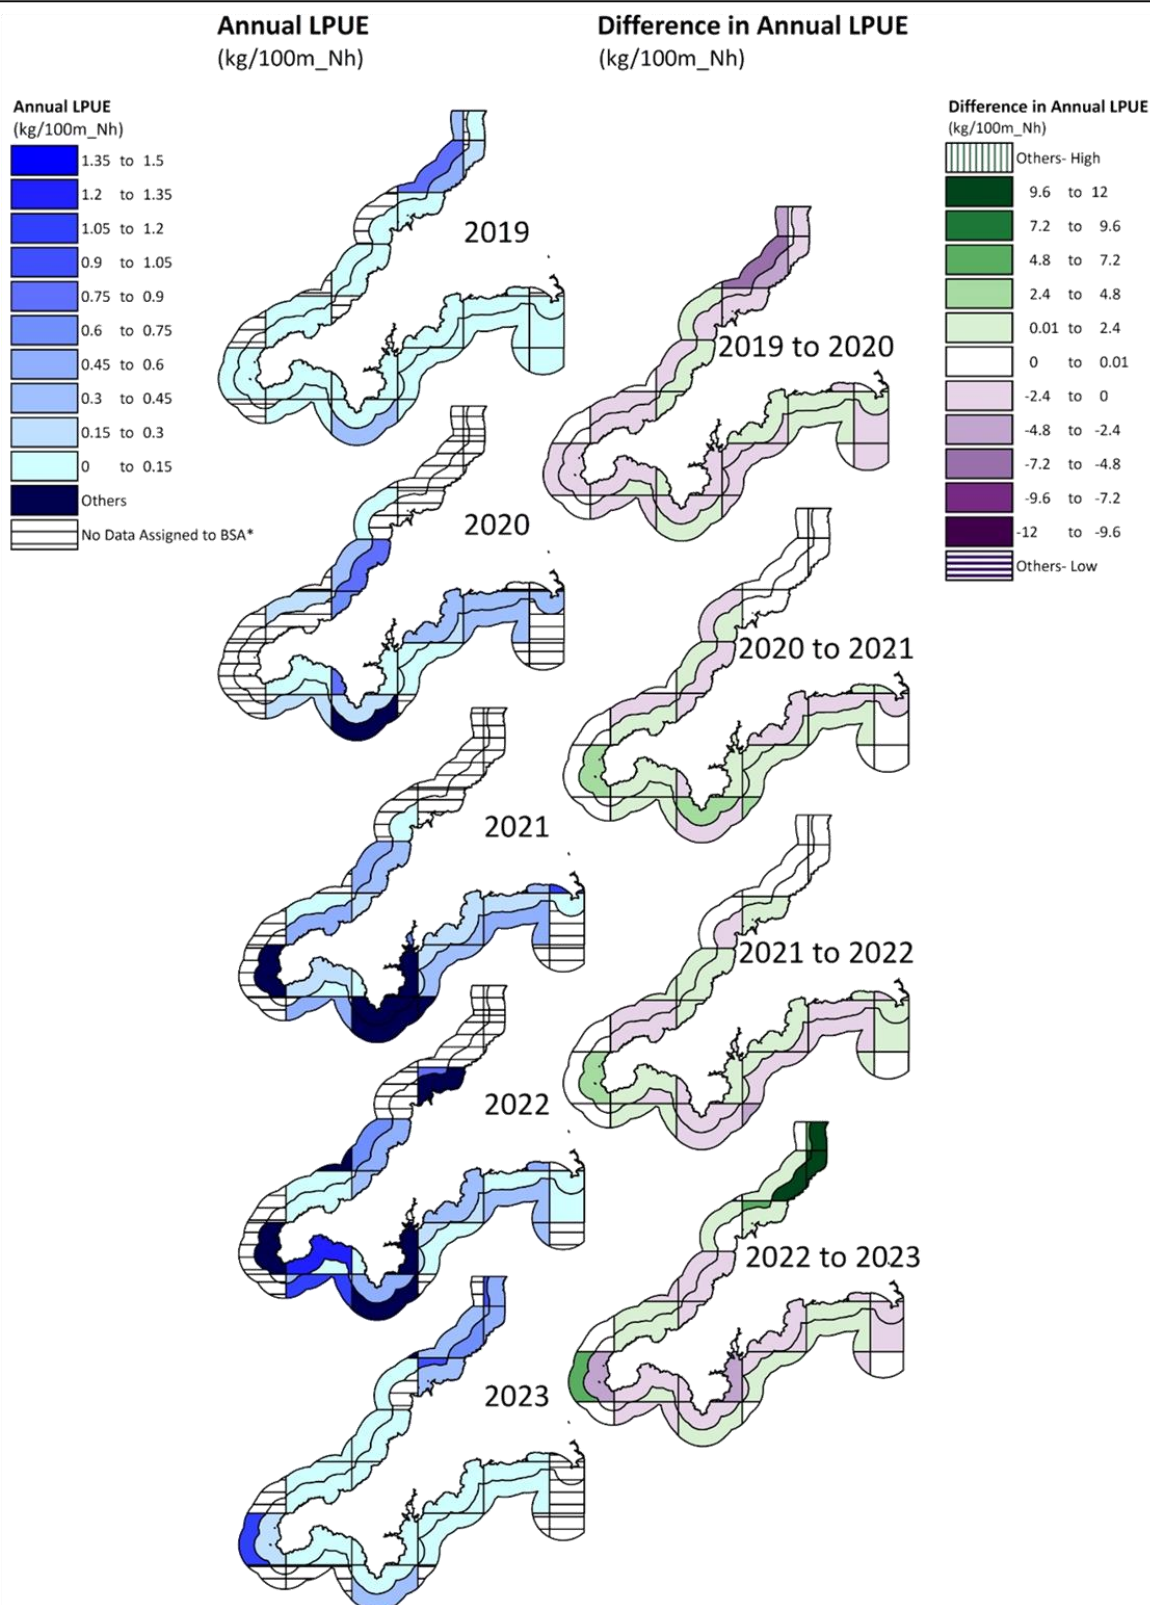 Annual LPUE
(kg/100m_Nh)
Difference in Annual LPUE
(kg/100m_Nh)
Annual LPUE
(kg/100m_Nh)
1.35 to 1.5
1.2 to 1.35
1.05 to 1.2
0.9 to 1.05
0.75 to 0.9
0.6 to 0.75
0.45 to 0.6
0.3 to 0.45
0.15 to 0.3
0 to 0.15
Others
No Data Assigned to BSA*
Difference in Annual LPUE
(kg/100m_Nh)
Others- High
9.6 to 12
7.2 to 9.6
4.8 to 7.2
2.4 to 4.8
0.01 to 2.4
0 to 0.01
-2.4 to 0
-4.8 to -2.4
-7.2 to -4.8
-9.6 to -7.2
-12 to -9.6
Others- Low
2019
2020
2021
2022
2023
2019 to 2020
2020 to 2021
2021 to 2022
2022 to 2023